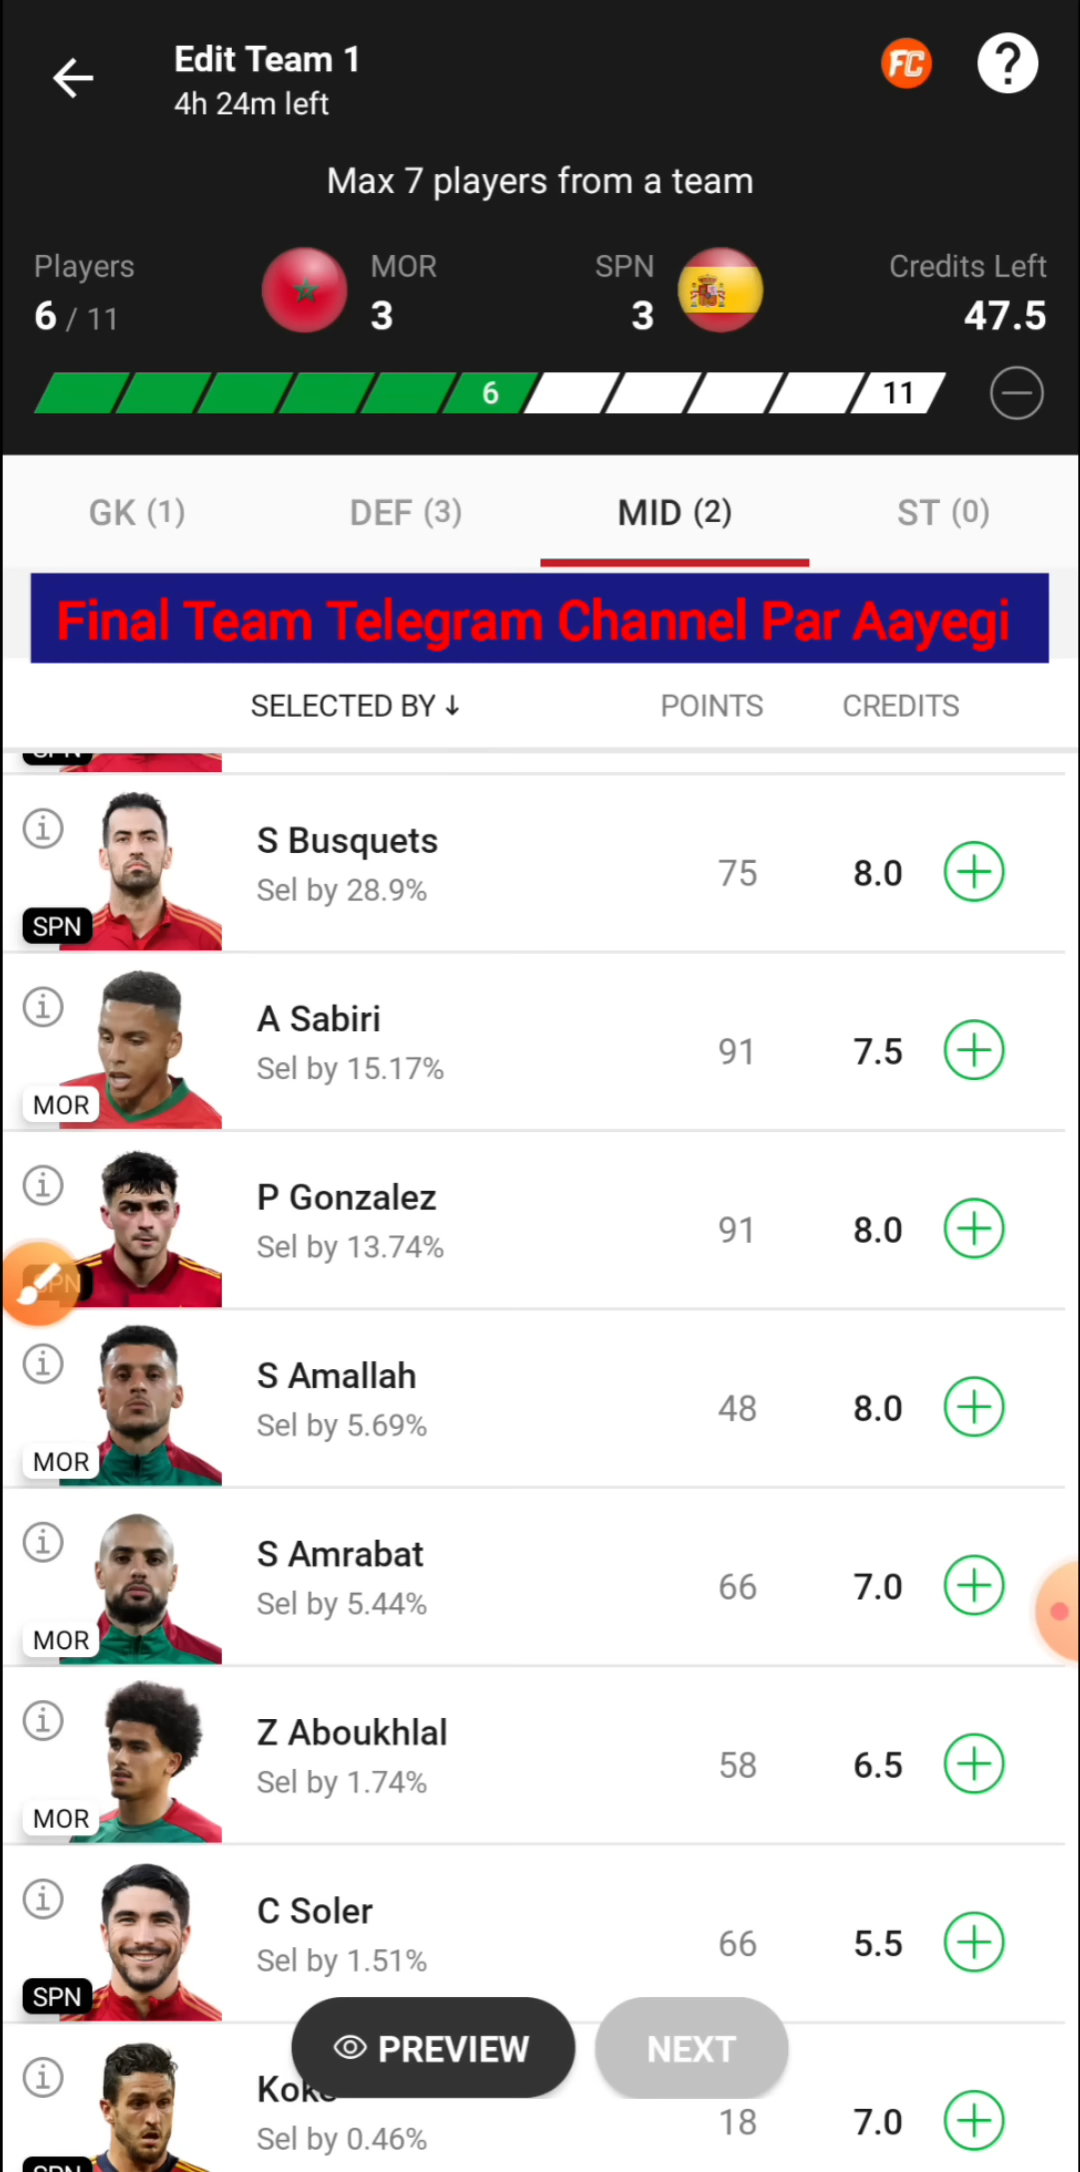 Edit Team 1
4h 24m left
FC
?
Max 7 players from a team
Players
6 / 11
MOR
3
SPN
3
Credits Left
47.5
6
11
GK (1)
DEF (3)
MID (2)
ST (0)
Final Team Telegram Channel Par Aayegi
SELECTED BY ↓
POINTS
CREDITS
SPN
S Busquets
Sel by 28.9%
75
8.0
SPN
A Sabiri
Sel by 15.17%
91
7.5
MOR
P Gonzalez
Sel by 13.74%
91
8.0
SPN
S Amallah
Sel by 5.69%
48
8.0
MOR
S Amrabat
Sel by 5.44%
66
7.0
MOR
Z Aboukhlal
Sel by 1.74%
58
6.5
MOR
C Soler
Sel by 1.51%
66
5.5
SPN
PREVIEW
NEXT
Koke
Sel by 0.46%
18
7.0
SPN